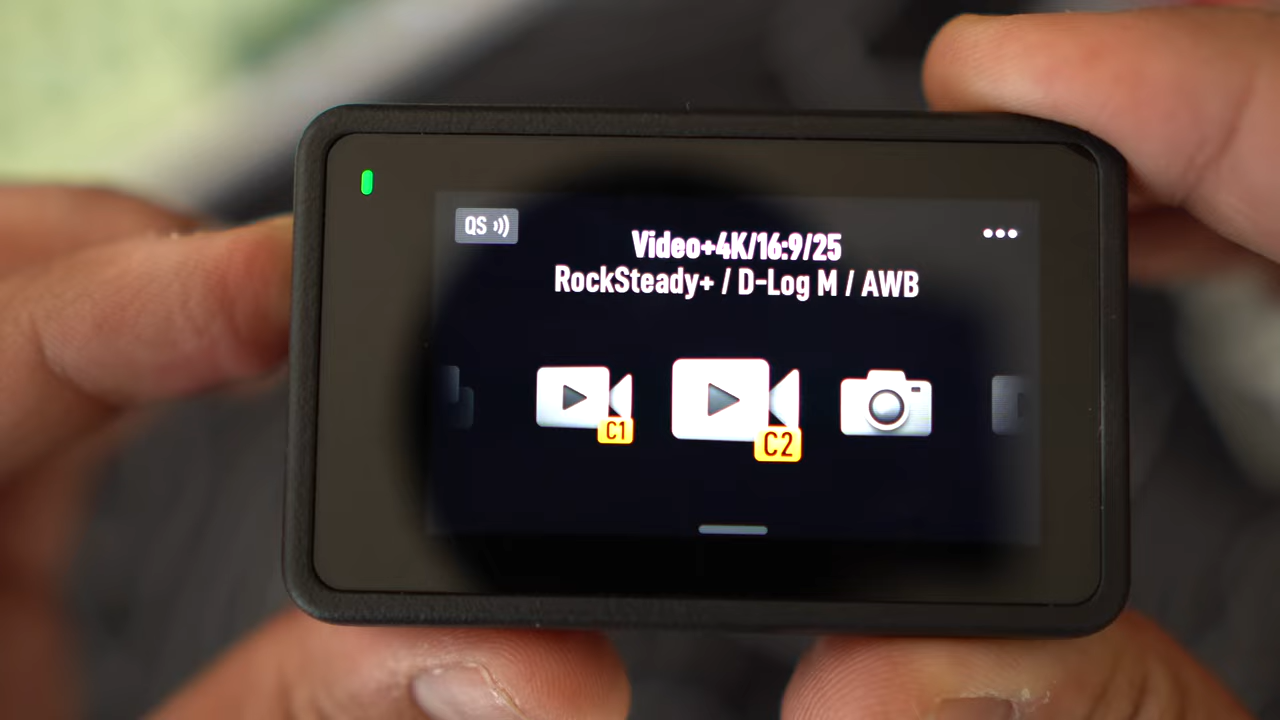 QS
Video+4K/16:9/25
RockSteady+ / D-Log M / AWB
C1
C2